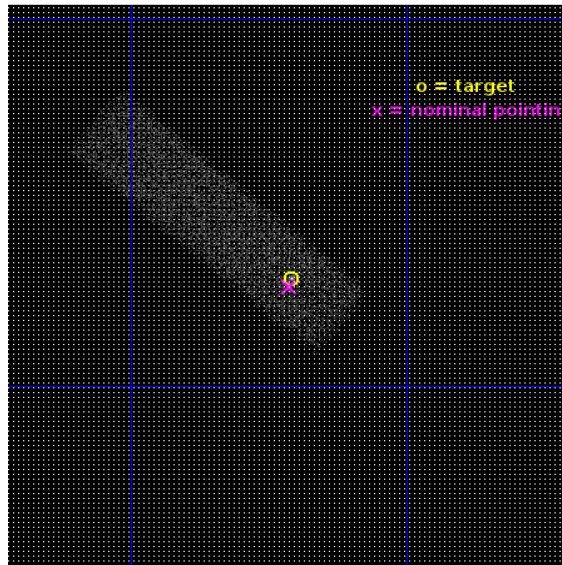 o = target
x = nominal pointin